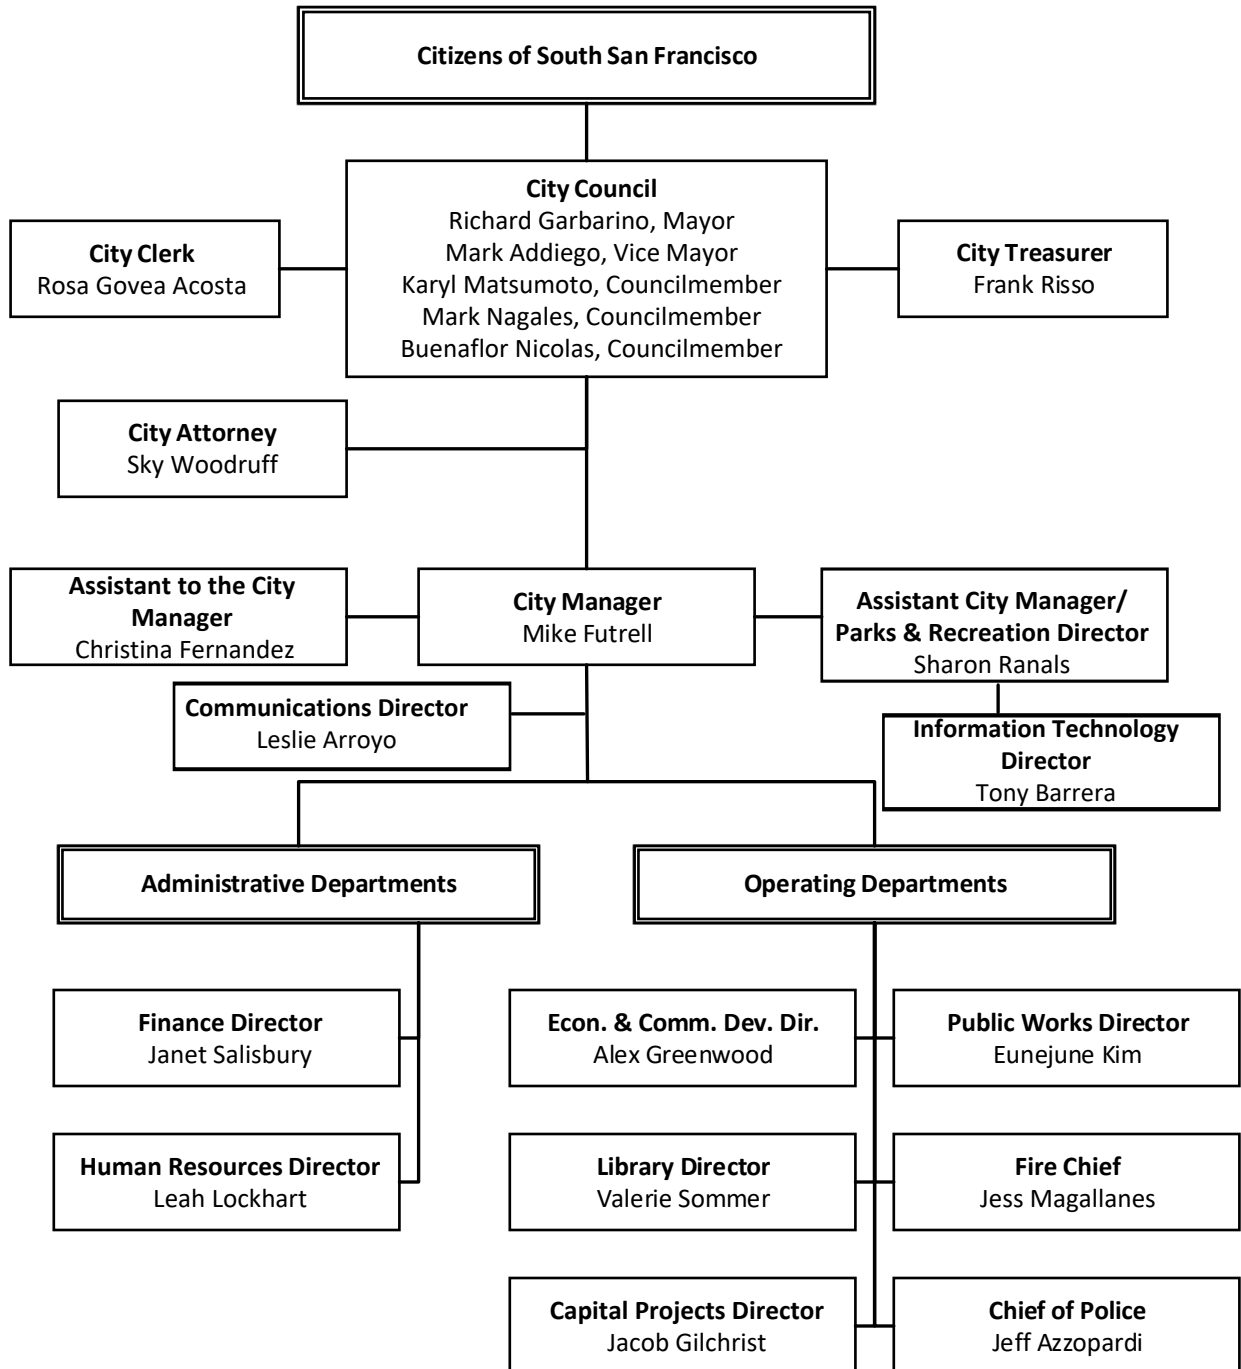 Citizens of South San Francisco
City Council
Richard Garbarino, Mayor
Mark Addiego, Vice Mayor
Karyl Matsumoto, Councilmember
Mark Nagales, Councilmember
Buenaflor Nicolas, Councilmember
City Clerk
Rosa Govea Acosta
City Treasurer
Frank Risso
City Attorney
Sky Woodruff
Assistant to the City
Manager
Christina Fernandez
City Manager
Mike Futrell
Assistant City Manager/
Parks & Recreation Director
Sharon Ranals
Communications Director
Leslie Arroyo
Information Technology
Director
Tony Barrera
Administrative Departments
Operating Departments
Finance Director
Janet Salisbury
Econ. & Comm. Dev. Dir.
Alex Greenwood
Public Works Director
Eunejune Kim
Human Resources Director
Leah Lockhart
Library Director
Valerie Sommer
Fire Chief
Jess Magallanes
Capital Projects Director
Jacob Gilchrist
Chief of Police
Jeff Azzopardi